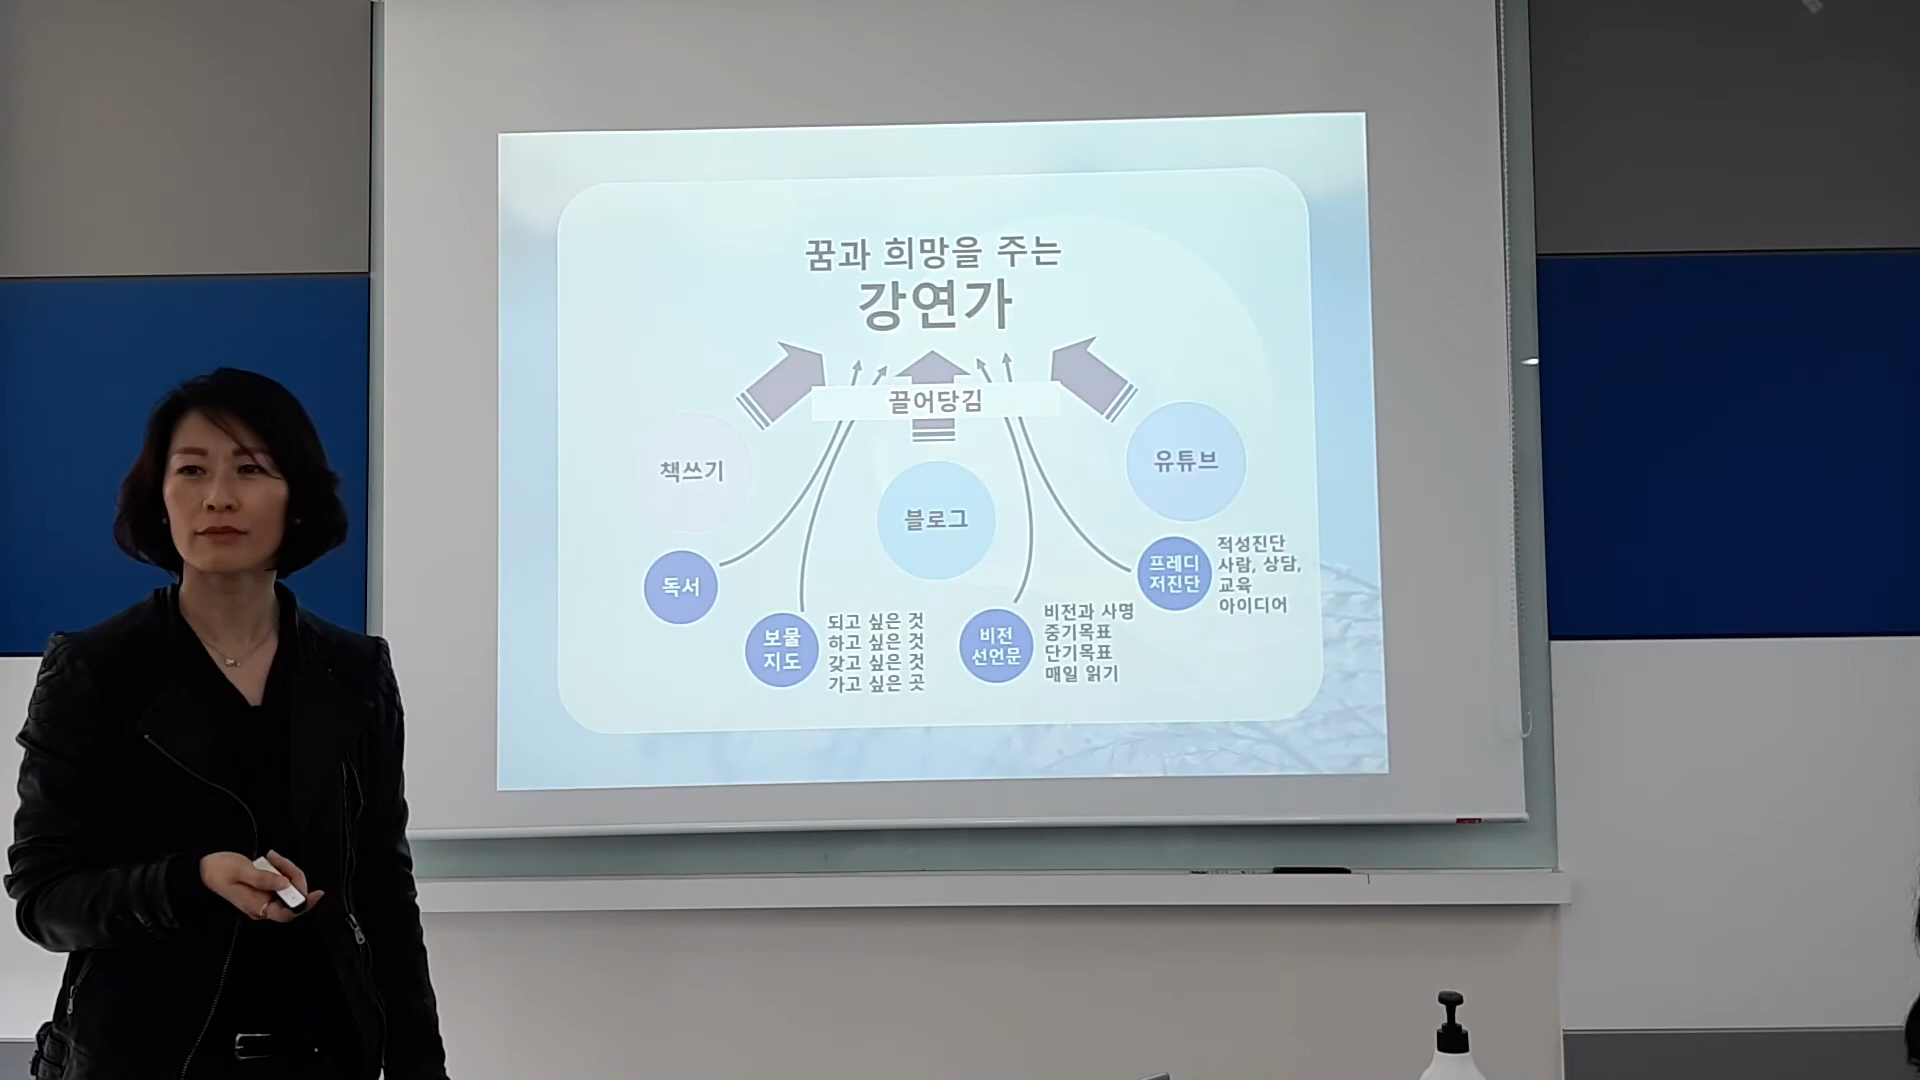 꿈과 희망을 주는
강연가
끌어당김
책쓰기
블로그
유튜브
독서
보물
지도
되고 싶은 것
하고 싶은 것
갖고 싶은 것
가고 싶은 곳
비전
선언문
비전과 사명
중기목표
단기목표
매일 읽기
프레디
저진단
적성진단
사람, 상담,
교육
아이디어